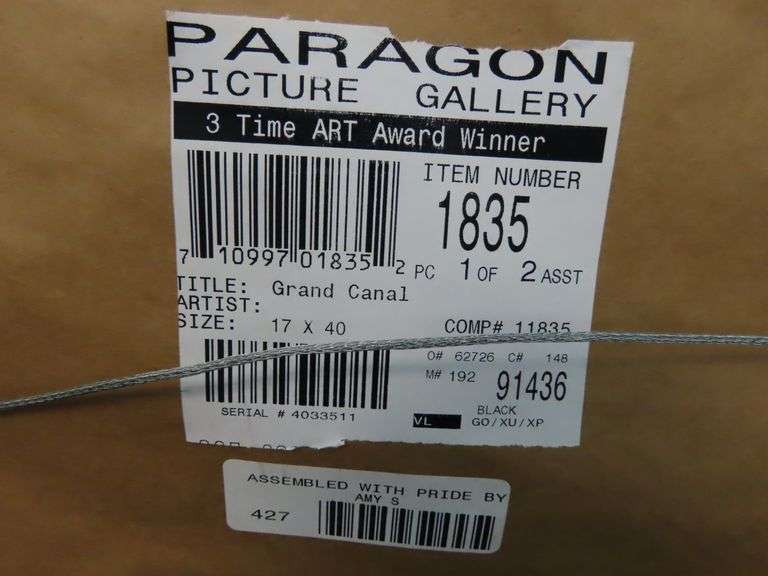 PARAGON
PICTURE GALLERY
3 Time ART Award Winner
ITEM NUMBER
1835
7 10997 01835 2
PC 1 OF 2 ASST
TITLE: Grand Canal
ARTIST:
SIZE: 17 X 40
COMP# 11835
O# 62726 C# 148
M# 192 91436
SERIAL # 4033511
BLACK
VL GO/XU/XP
ASSEMBLED WITH PRIDE BY
AMY S
427